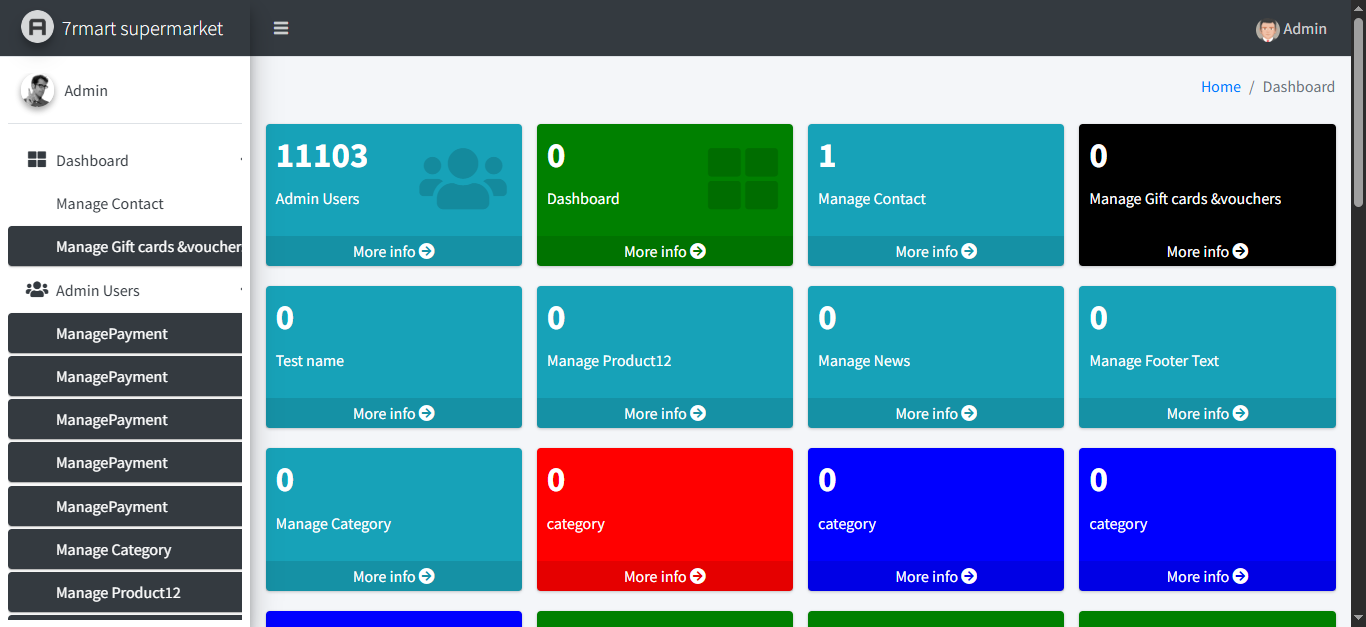 7rmart supermarket
Admin
Admin
Home / Dashboard
Dashboard
Manage Contact
Manage Gift cards &voucher
Admin Users
ManagePayment
ManagePayment
ManagePayment
ManagePayment
ManagePayment
Manage Category
Manage Product12
11103
Admin Users
More info
0
Dashboard
More info
1
Manage Contact
More info
0
Manage Gift cards &vouchers
More info
0
Test name
More info
0
Manage Product12
More info
0
Manage News
More info
0
Manage Footer Text
More info
0
Manage Category
More info
0
category
More info
0
category
More info
0
category
More info